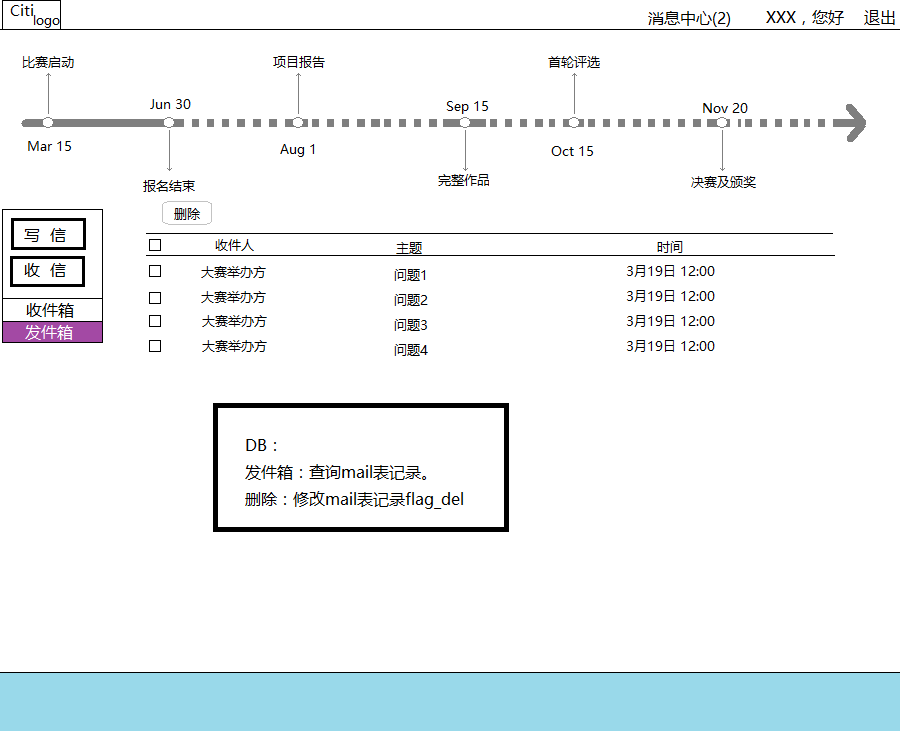 Citi
logo
消息中心(2) XXX，您好 退出
比赛启动 项目报告 首轮评选
Jun 30 Sep 15 Nov 20
Mar 15 Aug 1 Oct 15
报名结束 完整作品 决赛及颁奖
删除
写 信
收 信
收件箱
发件箱
收件人 主题 时间
大赛举办方 问题1 3月19日 12:00
大赛举办方 问题2 3月19日 12:00
大赛举办方 问题3 3月19日 12:00
大赛举办方 问题4 3月19日 12:00
DB：
发件箱：查询mail表记录。
删除：修改mail表记录flag_del